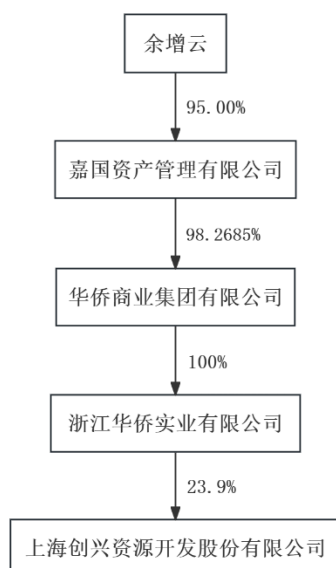 余增云
95.00%
嘉国资产管理有限公司
98.2685%
华侨商业集团有限公司
100%
浙江华侨实业有限公司
23.9%
上海创兴资源开发股份有限公司